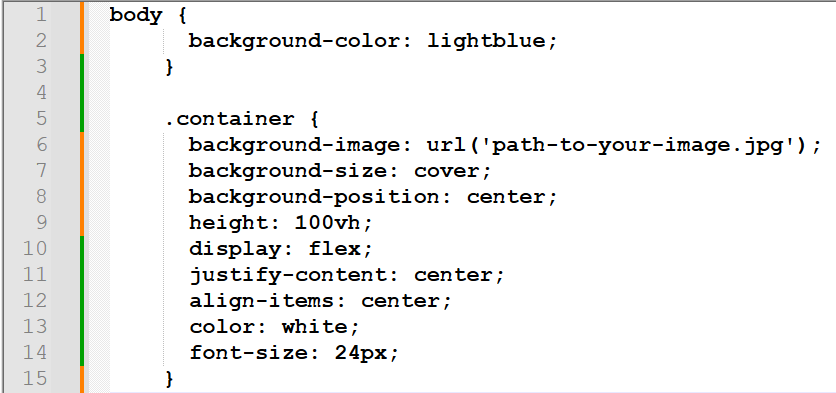 1 body {
2 background-color: lightblue;
3 }
4
5 .container {
6 background-image: url('path-to-your-image.jpg');
7 background-size: cover;
8 background-position: center;
9 height: 100vh;
10 display: flex;
11 justify-content: center;
12 align-items: center;
13 color: white;
14 font-size: 24px;
15 }